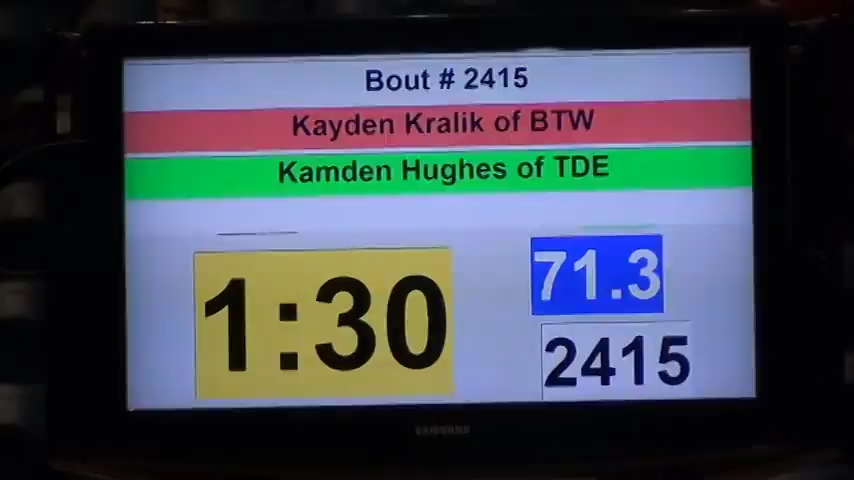 Bout # 2415
Kayden Kralik of BTW
Kamden Hughes of TDE
1:30
71.3
2415
SAMSUNG